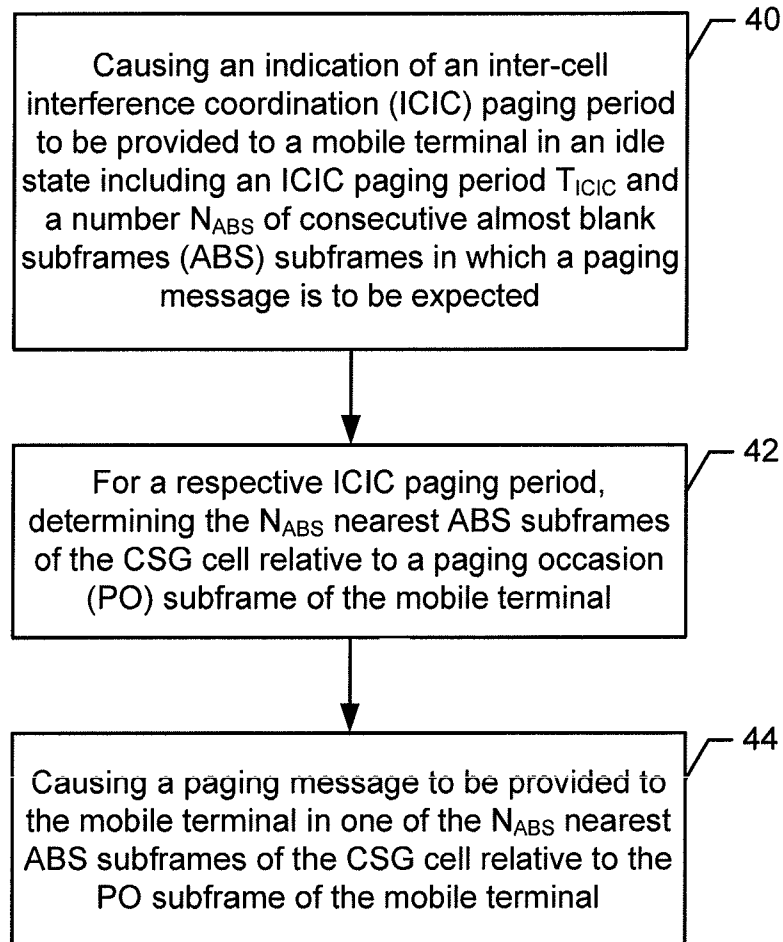 40
Causing an indication of an inter-cell
interference coordination (ICIC) paging period
to be provided to a mobile terminal in an idle
state including an ICIC paging period T_ICIC and
a number N_ABS of consecutive almost blank
subframes (ABS) subframes in which a paging
message is to be expected
42
For a respective ICIC paging period,
determining the N_ABS nearest ABS subframes
of the CSG cell relative to a paging occasion
(PO) subframe of the mobile terminal
44
Causing a paging message to be provided to
the mobile terminal in one of the N_ABS nearest
ABS subframes of the CSG cell relative to the
PO subframe of the mobile terminal